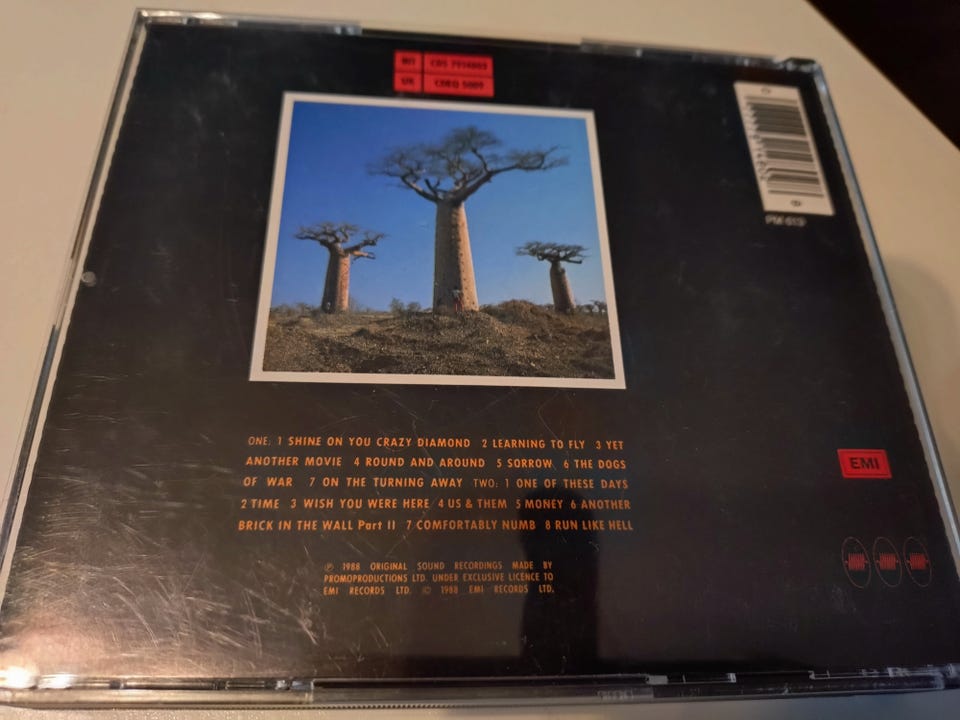 UK
CDEQ 5009
ONE: 1 SHINE ON YOU CRAZY DIAMOND 2 LEARNING TO FLY 3 YET
ANOTHER MOVIE 4 ROUND AND AROUND 5 SORROW 6 THE DOGS
OF WAR 7 ON THE TURNING AWAY TWO: 1 ONE OF THESE DAYS
2 TIME 3 WISH YOU WERE HERE 4 US & THEM 5 MONEY 6 ANOTHER
BRICK IN THE WALL Part II 7 COMFORTABLY NUMB 8 RUN LIKE HELL
EMI
℗ 1988 ORIGINAL SOUND RECORDINGS MADE BY
PROMOPRODUCTIONS LTD. UNDER EXCLUSIVE LICENCE TO
EMI RECORDS LTD. © 1988 EMI RECORDS LTD.